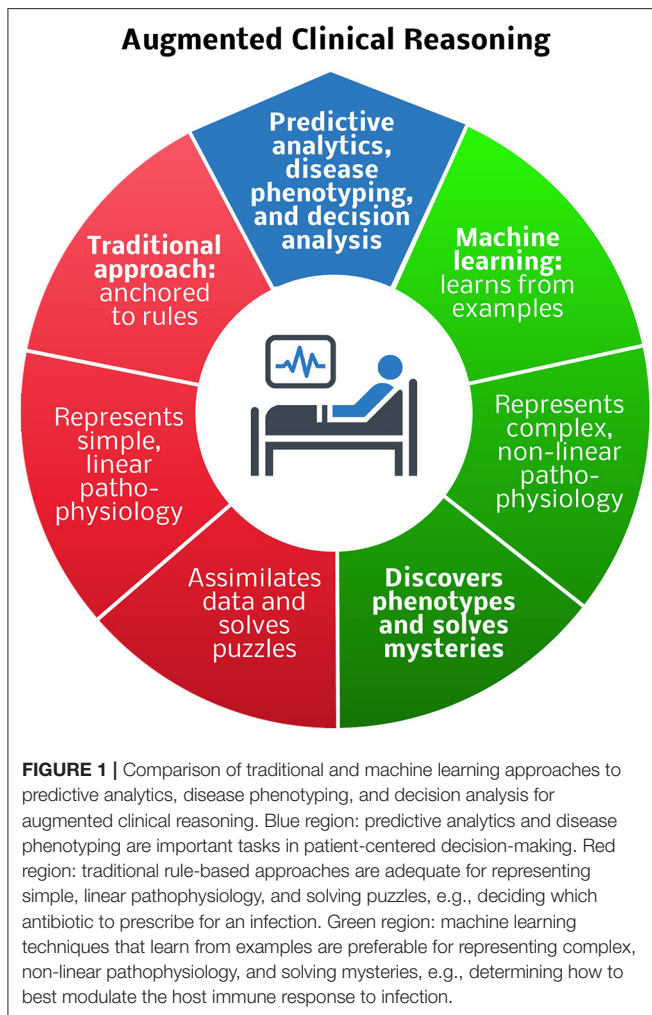 Augmented Clinical Reasoning
Predictive
analytics,
disease
phenotyping,
and decision
analysis
Traditional
approach:
anchored
to rules
Machine
learning:
learns from
examples
Represents
simple,
linear
patho-
physiology
Represents
complex,
non-linear
patho-
physiology
Assimilates
data and
solves
puzzles
Discovers
phenotypes
and solves
mysteries
FIGURE 1 | Comparison of traditional and machine learning approaches to
predictive analytics, disease phenotyping, and decision analysis for
augmented clinical reasoning. Blue region: predictive analytics and disease
phenotyping are important tasks in patient-centered decision-making. Red
region: traditional rule-based approaches are adequate for representing
simple, linear pathophysiology, and solving puzzles, e.g., deciding which
antibiotic to prescribe for an infection. Green region: machine learning
techniques that learn from examples are preferable for representing complex,
non-linear pathophysiology, and solving mysteries, e.g., determining how to
best modulate the host immune response to infection.